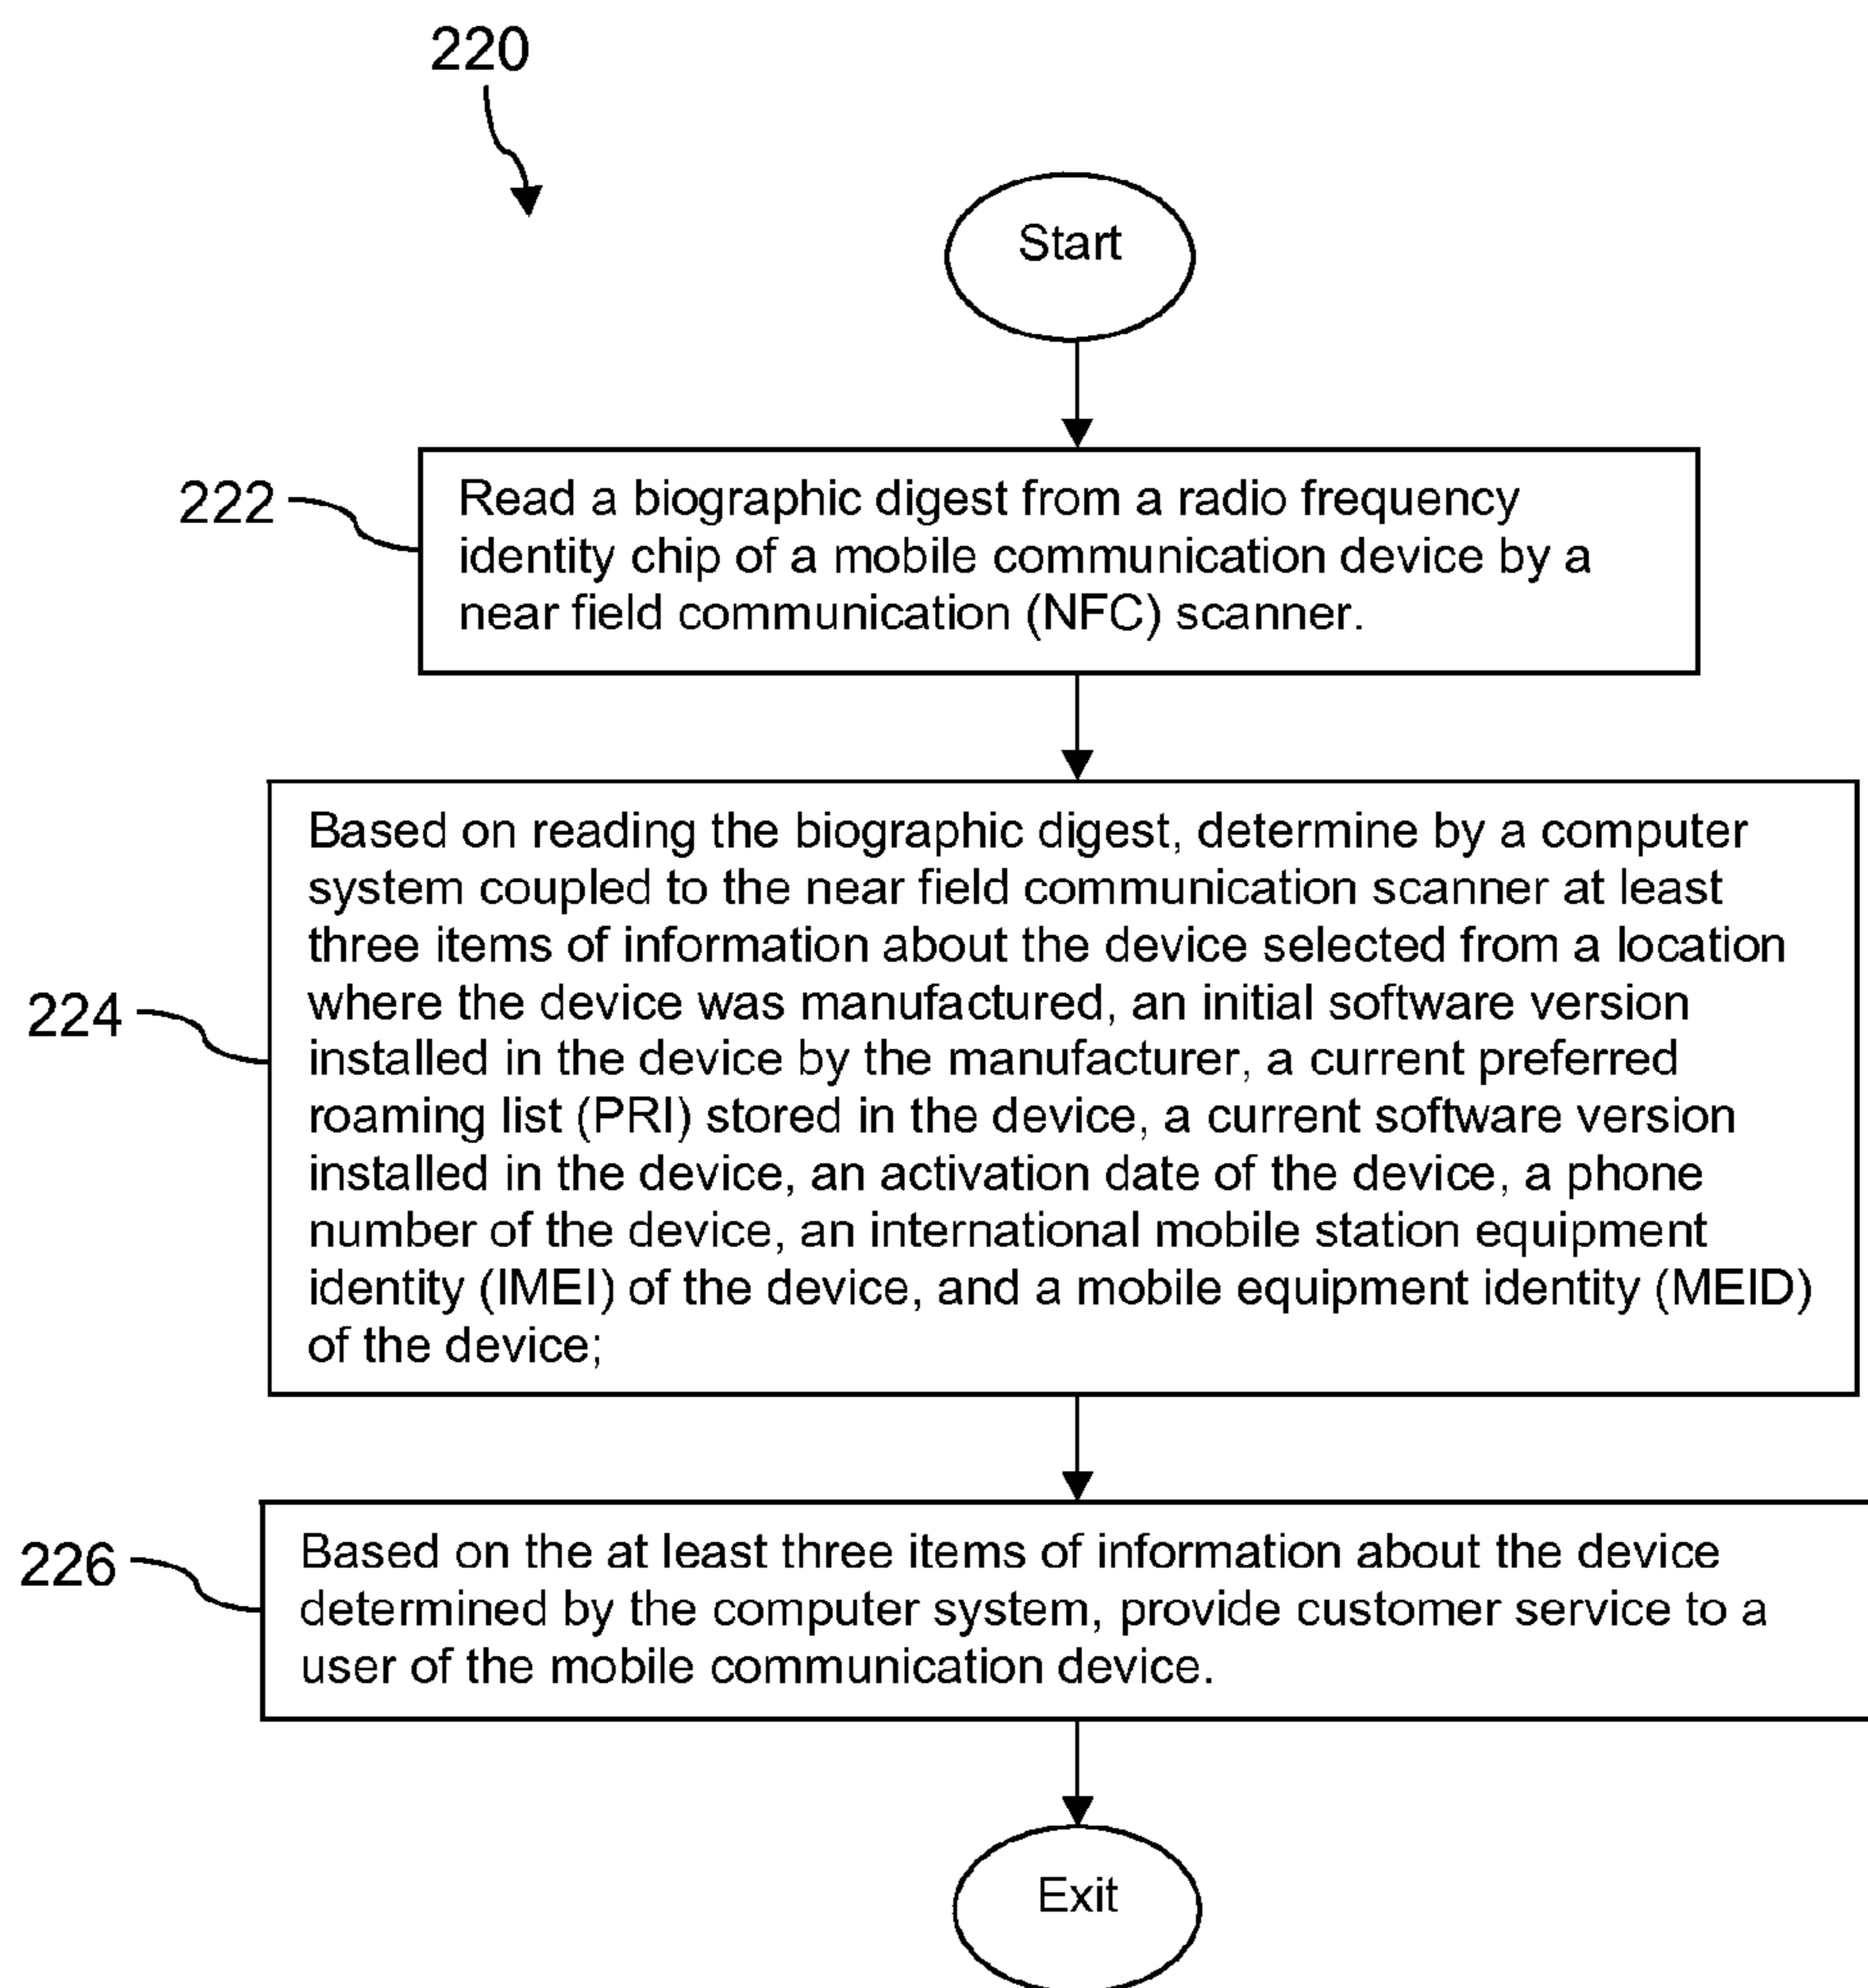 220
Start
222
Read a biographic digest from a radio frequency
identity chip of a mobile communication device by a
near field communication (NFC) scanner.
224
Based on reading the biographic digest, determine by a computer
system coupled to the near field communication scanner at least
three items of information about the device selected from a location
where the device was manufactured, an initial software version
installed in the device by the manufacturer, a current preferred
roaming list (PRI) stored in the device, a current software version
installed in the device, an activation date of the device, a phone
number of the device, an international mobile station equipment
identity (IMEI) of the device, and a mobile equipment identity (MEID)
of the device;
226
Based on the at least three items of information about the device
determined by the computer system, provide customer service to a
user of the mobile communication device.
Exit